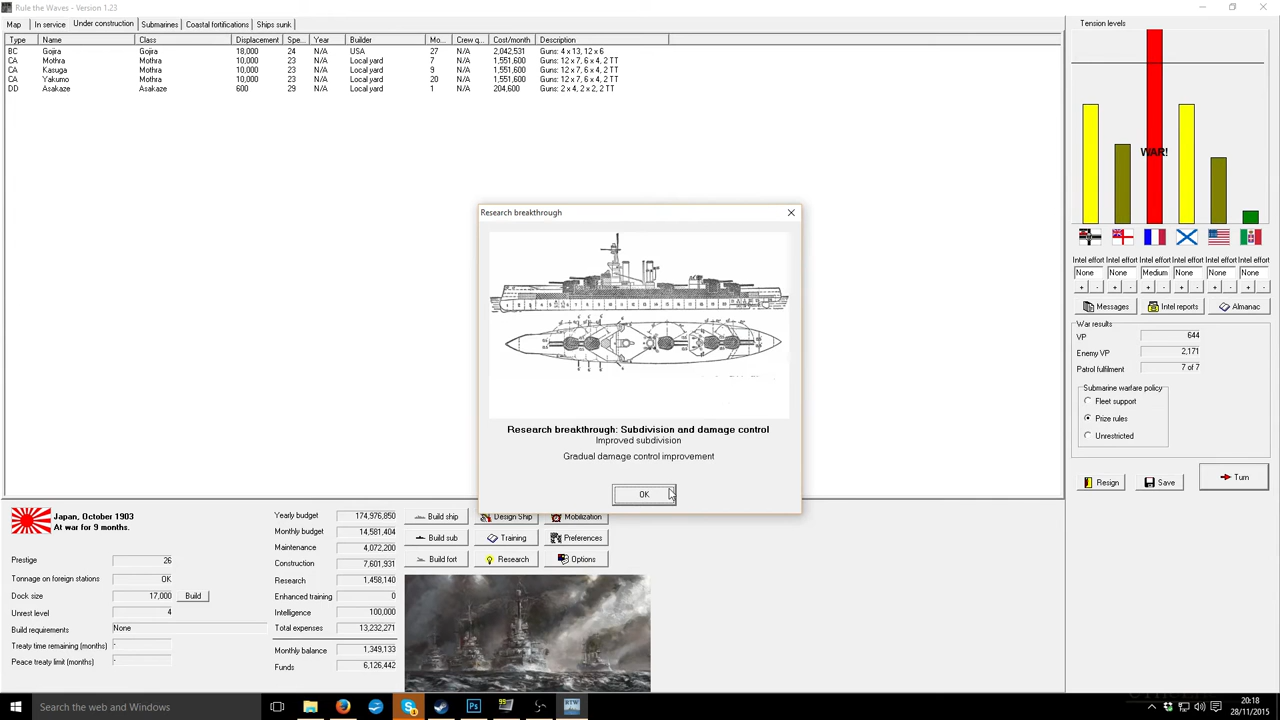 Rule the Waves - Version 1.23
Map In service Under construction Submarines Coastal fortifications Ships sunk
Type Name Class Displacement Spe... Year Builder Mo... Crew q... Cost/month Description
BC Gojira Gojira 18,000 24 N/A USA 27 N/A 2,042,531 Guns: 4 x 13, 12 x 6
CA Mothra Mothra 10,000 23 N/A Local yard 7 N/A 1,551,600 Guns: 12 x 7, 6 x 4, 2 TT
CA Kasuga Mothra 10,000 23 N/A Local yard 9 N/A 1,551,600 Guns: 12 x 7, 6 x 4, 2 TT
CA Yakumo Mothra 10,000 23 N/A Local yard 20 N/A 1,551,600 Guns: 12 x 7, 6 x 4, 2 TT
DD Asakaze Asakaze 600 29 N/A Local yard 1 N/A 204,600 Guns: 2 x 4, 2 x 2, 2 TT
Tension levels
WAR!
Intel effort Intel effort Intel effort Intel effort Intel effort Intel effort
None None Medium None None None
+ - + - + - + - + - + -
Messages Intel reports Almanac
War results
VP 644
Enemy VP 2,171
Patrol fulfilment 7 of 7
Submarine warfare policy
Fleet support
Prize rules
Unrestricted
Resign Save Turn
Research breakthrough
Research breakthrough: Subdivision and damage control
Improved subdivision
Gradual damage control improvement
OK
Japan, October 1903
At war for 9 months.
Prestige 26
Tonnage on foreign stations OK
Dock size 17,000 Build
Unrest level 4
Build requirements None
Treaty time remaining (months) -
Peace treaty limit (months) -
Yearly budget 174,976,850
Monthly budget 14,581,404
Maintenance 4,072,200
Construction 7,601,931
Research 1,458,140
Enhanced training 0
Intelligence 100,000
Total expenses 13,232,271
Monthly balance 1,349,133
Funds 6,126,442
Build ship Design Ship Mobilization
Build sub Training Preferences
Build fort Research Options
Search the web and Windows
20:18
28/11/2015